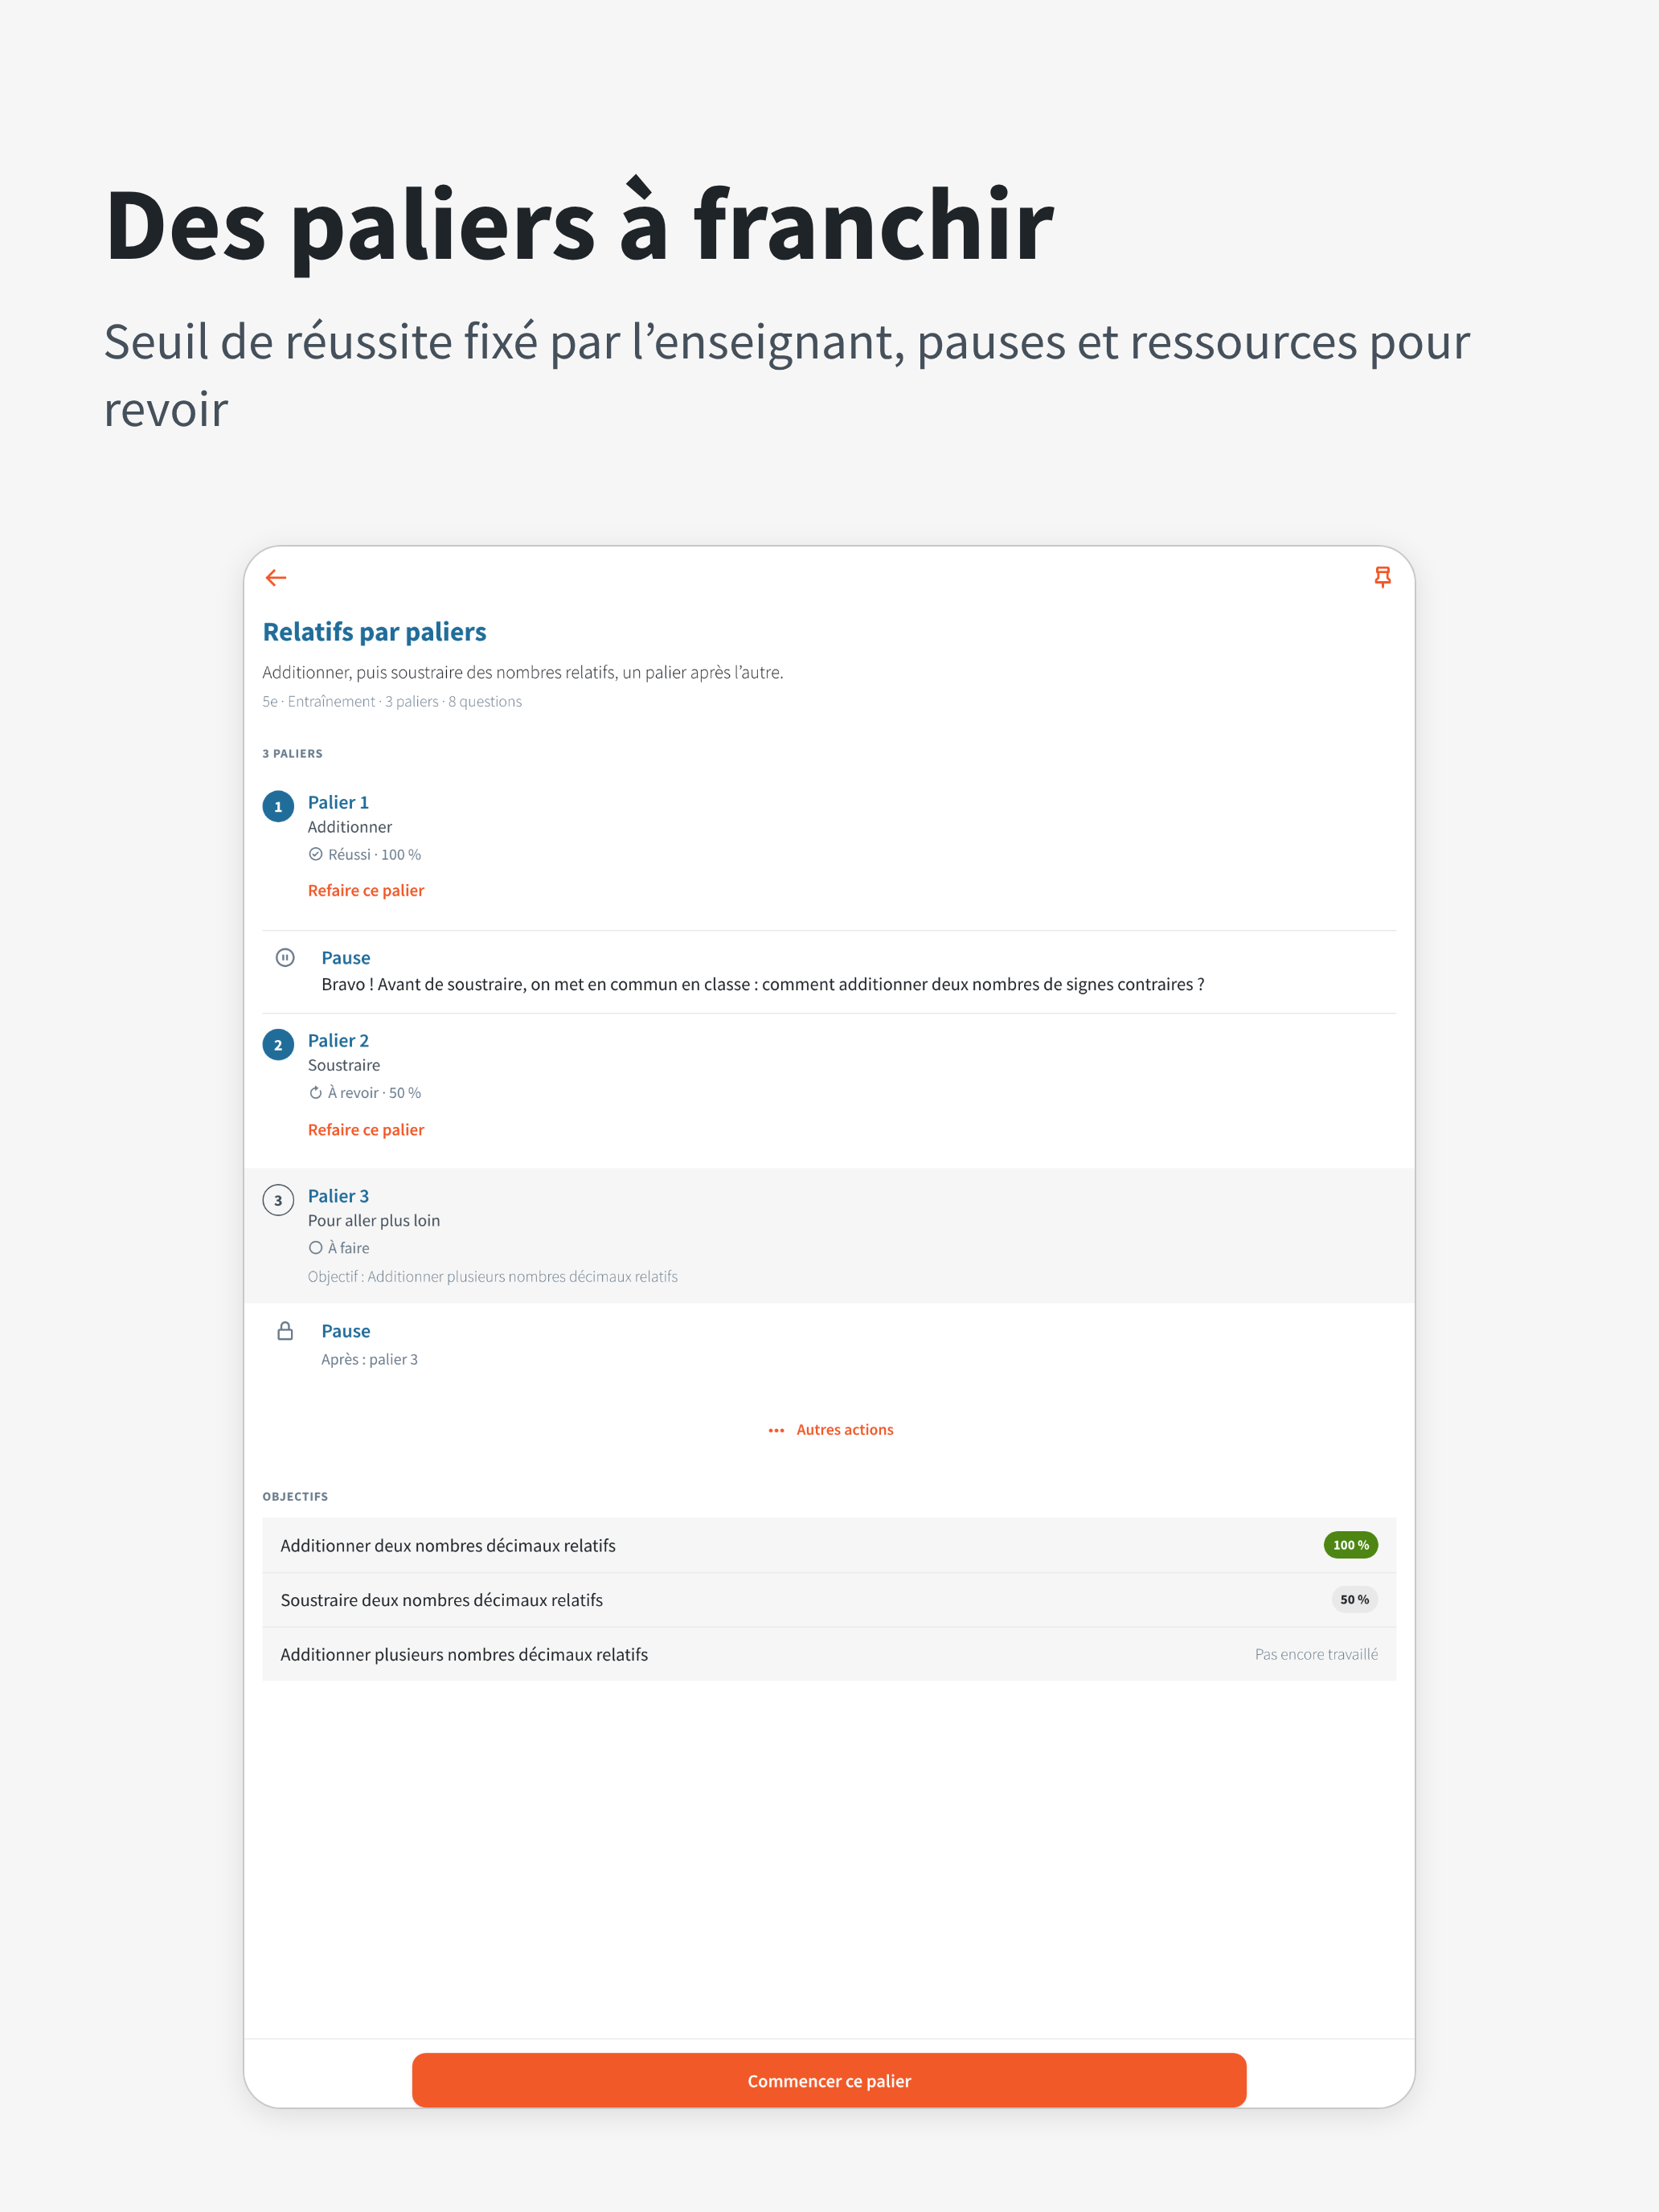 Des paliers à franchir
Seuil de réussite fixé par l’enseignant, pauses et ressources pour
revoir
Relatifs par paliers
Additionner, puis soustraire des nombres relatifs, un palier après l’autre.
5e · Entraînement · 3 paliers · 8 questions
3 PALIERS
1 Palier 1
Additionner
Réussi · 100 %
Refaire ce palier
Pause
Bravo ! Avant de soustraire, on met en commun en classe : comment additionner deux nombres de signes contraires ?
2 Palier 2
Soustraire
À revoir · 50 %
Refaire ce palier
3 Palier 3
Pour aller plus loin
À faire
Objectif : Additionner plusieurs nombres décimaux relatifs
Pause
Après : palier 3
••• Autres actions
OBJECTIFS
Additionner deux nombres décimaux relatifs 100 %
Soustraire deux nombres décimaux relatifs 50 %
Additionner plusieurs nombres décimaux relatifs Pas encore travaillé
Commencer ce palier